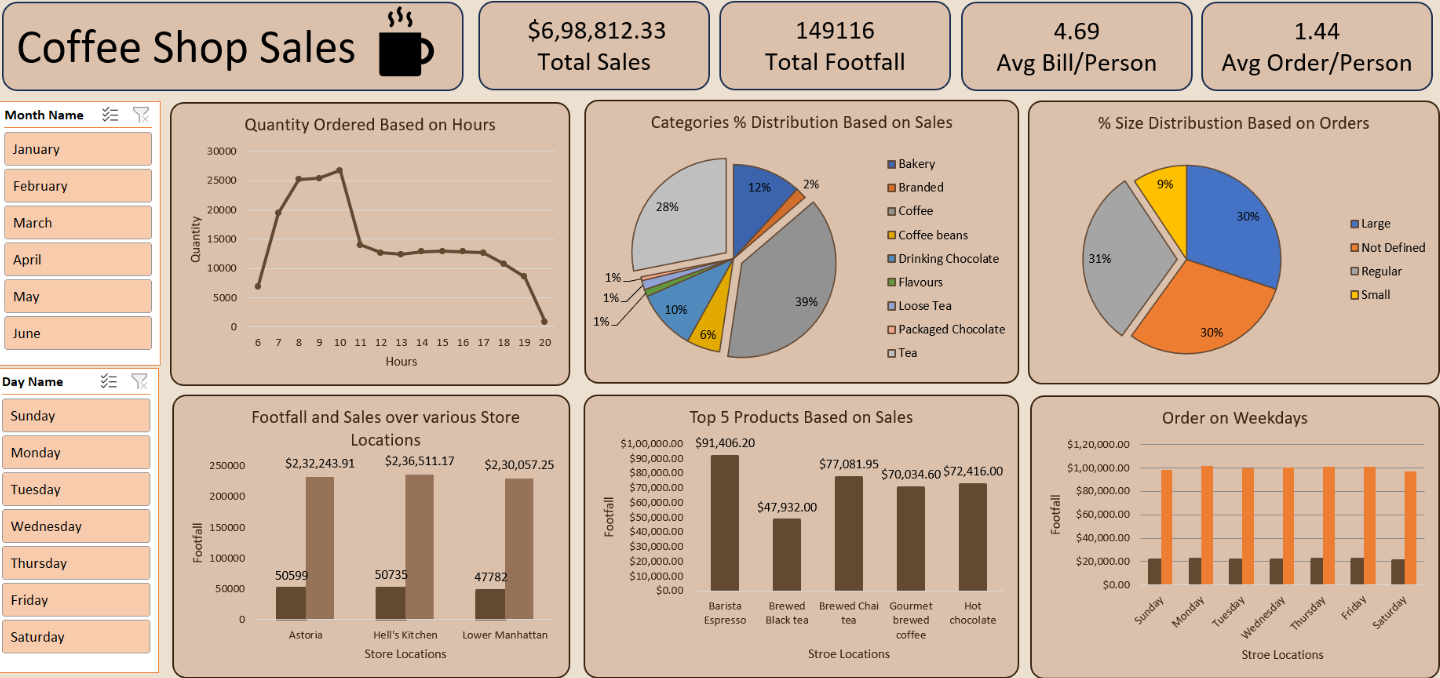 Coffee Shop Sales
$6,98,812.33
Total Sales
149116
Total Footfall
4.69
Avg Bill/Person
1.44
Avg Order/Person
Month Name
January
February
March
April
May
June
Day Name
Sunday
Monday
Tuesday
Wednesday
Thursday
Friday
Saturday
Quantity Ordered Based on Hours
30000
25000
20000
15000
10000
5000
0
Quantity
6 7 8 9 10 11 12 13 14 15 16 17 18 19 20
Hours
Categories % Distribution Based on Sales
12%
2%
39%
6%
10%
1%
1%
1%
28%
Bakery
Branded
Coffee
Coffee beans
Drinking Chocolate
Flavours
Loose Tea
Packaged Chocolate
Tea
% Size Distribustion Based on Orders
30%
30%
31%
9%
Large
Not Defined
Regular
Small
Footfall and Sales over various Store
Locations
250000
200000
150000
100000
50000
0
Footfall
50599
$2,32,243.91
50735
$2,36,511.17
47782
$2,30,057.25
Astoria
Hell's Kitchen
Lower Manhattan
Store Locations
Top 5 Products Based on Sales
$1,00,000.00
$90,000.00
$80,000.00
$70,000.00
$60,000.00
$50,000.00
$40,000.00
$30,000.00
$20,000.00
$10,000.00
$0.00
Footfall
$91,406.20
$47,932.00
$77,081.95
$70,034.60
$72,416.00
Barista
Espresso
Brewed
Black tea
Brewed Chai
tea
Gourmet
brewed
coffee
Hot
chocolate
Stroe Locations
Order on Weekdays
$1,20,000.00
$1,00,000.00
$80,000.00
$60,000.00
$40,000.00
$20,000.00
$0.00
Footfall
Sunday
Monday
Tuesday
Wednesday
Thursday
Friday
Saturday
Stroe Locations